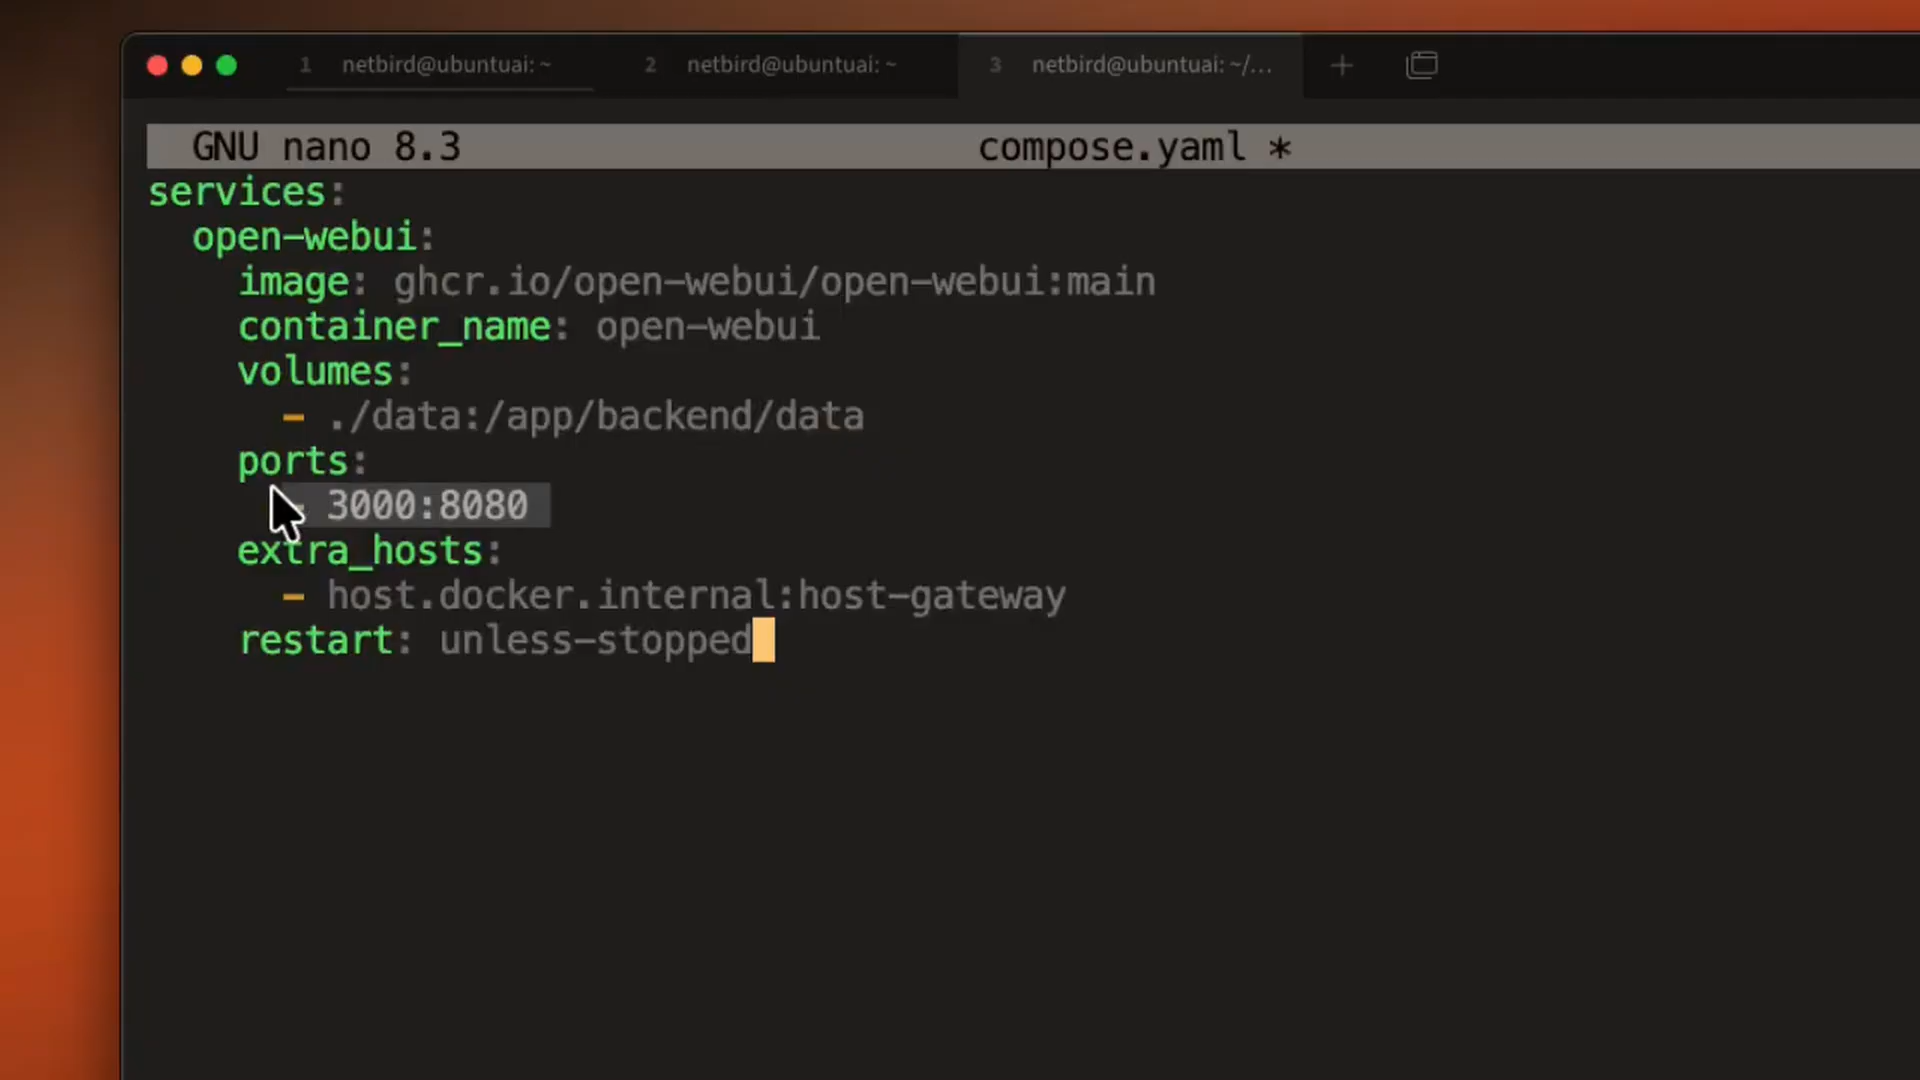 1 netbird@ubuntuai: ~ 2 netbird@ubuntuai: ~ 3 netbird@ubuntuai: ~/... +
GNU nano 8.3 compose.yaml *
services:
open-webui:
image: ghcr.io/open-webui/open-webui:main
container_name: open-webui
volumes:
- ./data:/app/backend/data
ports:
- 3000:8080
extra_hosts:
- host.docker.internal:host-gateway
restart: unless-stopped